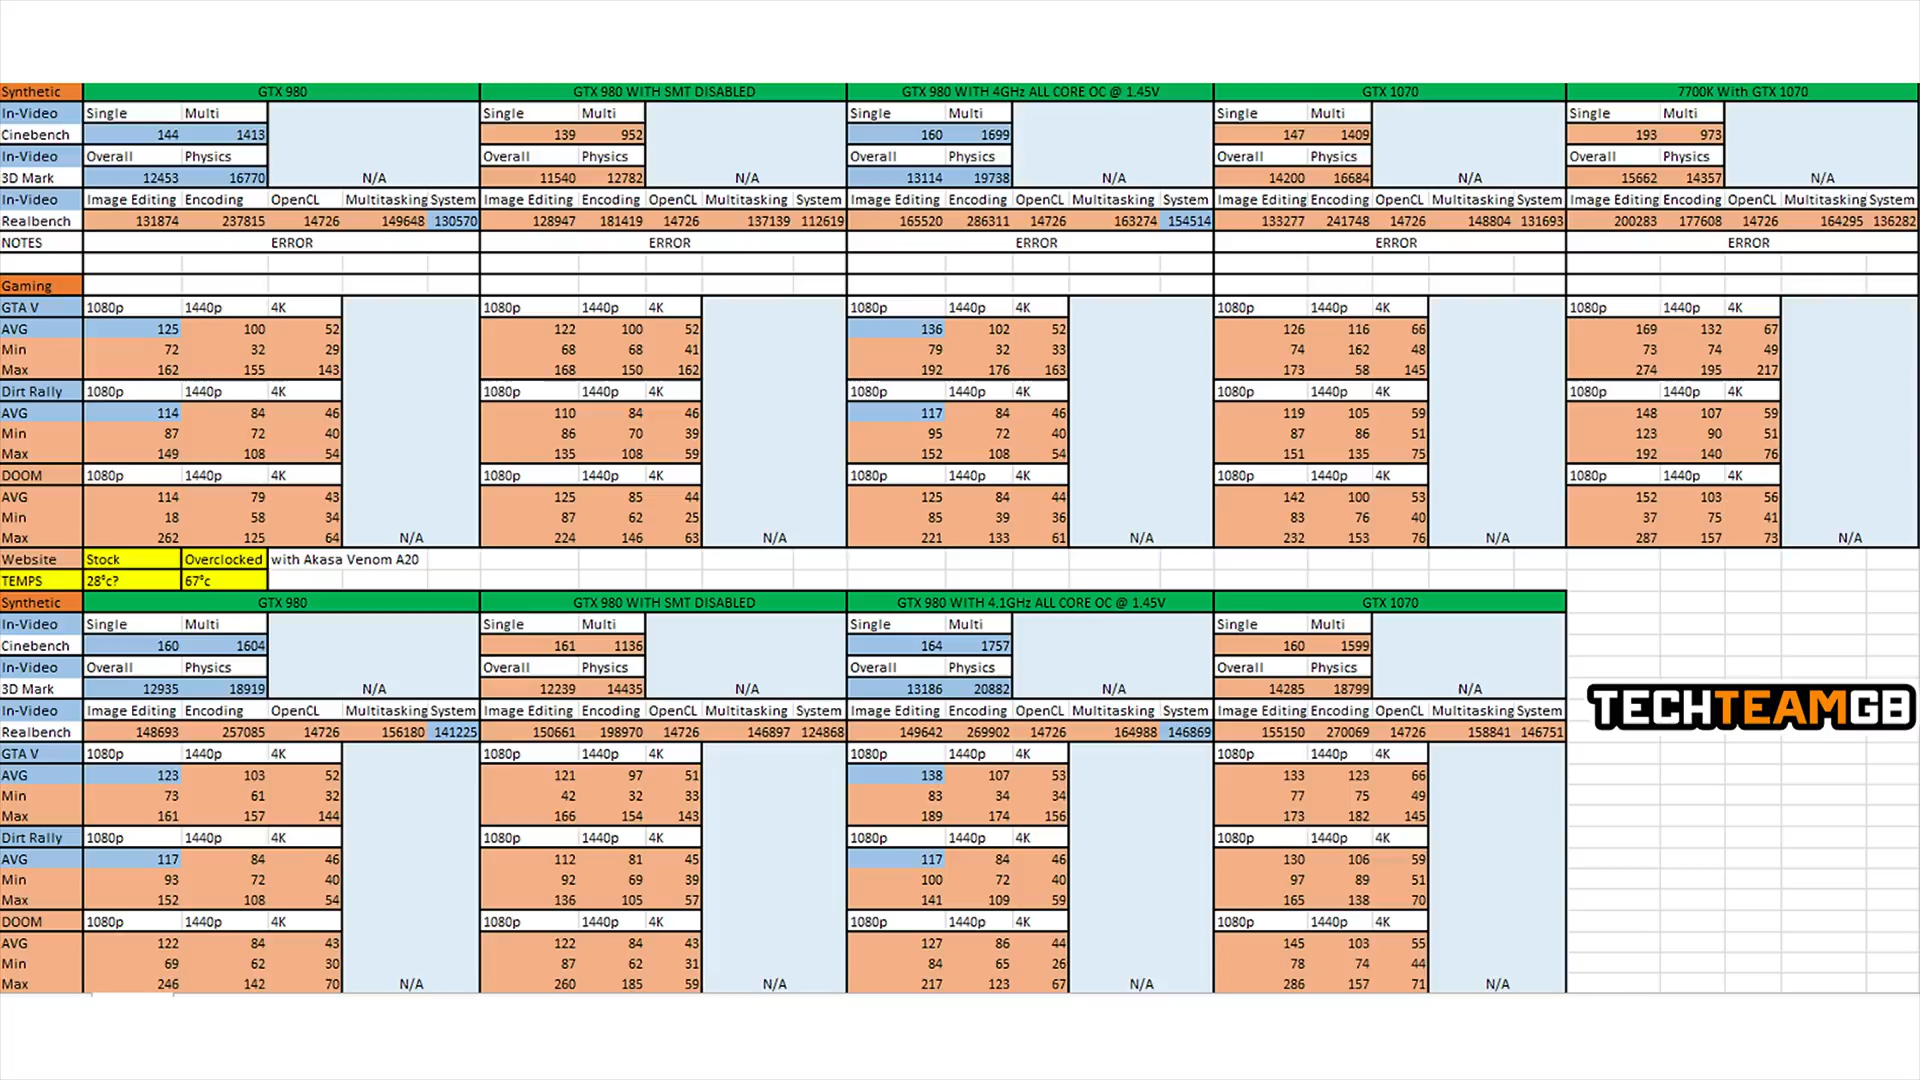 Synthetic GTX 980 GTX 980 WITH SMT DISABLED GTX 980 WITH 4GHz ALL CORE OC @ 1.45V GTX 1070 7700K With GTX 1070
In-Video Single Multi Single Multi Single Multi Single Multi Single Multi
Cinebench 144 1413 139 952 160 1699 147 1409 193 973
In-Video Overall Physics Overall Physics Overall Physics Overall Physics Overall Physics
3D Mark 12453 16770 N/A 11540 12782 N/A 13114 19738 N/A 14200 16684 N/A 15662 14357 N/A
In-Video Image Editing Encoding OpenCL Multitasking System Image Editing Encoding OpenCL Multitasking System Image Editing Encoding OpenCL Multitasking System Image Editing Encoding OpenCL Multitasking System Image Editing Encoding OpenCL Multitasking System
Realbench 131874 237815 14726 149648 130570 128947 181419 14726 137139 112619 165520 286311 14726 163274 154514 133277 241748 14726 148804 131693 200283 177608 14726 164295 136282
NOTES ERROR ERROR ERROR ERROR ERROR
Gaming
GTA V 1080p 1440p 4K 1080p 1440p 4K 1080p 1440p 4K 1080p 1440p 4K 1080p 1440p 4K
AVG 125 100 52 122 100 52 136 102 52 126 116 66 169 132 67
Min 72 32 29 68 68 41 79 32 33 74 162 48 73 74 49
Max 162 155 143 168 150 162 192 176 163 173 58 145 274 195 217
Dirt Rally 1080p 1440p 4K 1080p 1440p 4K 1080p 1440p 4K 1080p 1440p 4K 1080p 1440p 4K
AVG 114 84 46 110 84 46 117 84 46 119 105 59 148 107 59
Min 87 72 40 86 70 39 95 72 40 87 86 51 123 90 51
Max 149 108 54 135 108 59 152 108 54 151 135 75 192 140 76
DOOM 1080p 1440p 4K 1080p 1440p 4K 1080p 1440p 4K 1080p 1440p 4K 1080p 1440p 4K
AVG 114 79 43 125 85 44 125 84 44 142 100 53 152 103 56
Min 18 58 34 87 62 25 85 39 36 83 76 40 37 75 41
Max 262 125 64 N/A 224 146 63 N/A 221 133 61 N/A 232 153 76 N/A 287 157 73 N/A
Website Stock Overclocked with Akasa Venom A20
TEMPS 28°c? 67°c
Synthetic GTX 980 GTX 980 WITH SMT DISABLED GTX 980 WITH 4.1GHz ALL CORE OC @ 1.45V GTX 1070
In-Video Single Multi Single Multi Single Multi Single Multi
Cinebench 160 1604 161 1136 164 1757 160 1599
In-Video Overall Physics Overall Physics Overall Physics Overall Physics
3D Mark 12935 18919 N/A 12239 14435 N/A 13186 20882 N/A 14285 18799 N/A
In-Video Image Editing Encoding OpenCL Multitasking System Image Editing Encoding OpenCL Multitasking System Image Editing Encoding OpenCL Multitasking System Image Editing Encoding OpenCL Multitasking System
TECHTEAMGB
Realbench 148693 257085 14726 156180 141225 150661 198970 14726 146897 124868 149642 269902 14726 164988 146869 155150 270069 14726 158841 146751
GTA V 1080p 1440p 4K 1080p 1440p 4K 1080p 1440p 4K 1080p 1440p 4K
AVG 123 103 52 121 97 51 138 107 53 133 123 66
Min 73 61 32 42 32 33 83 34 34 77 75 49
Max 161 157 144 166 154 143 189 174 156 173 182 145
Dirt Rally 1080p 1440p 4K 1080p 1440p 4K 1080p 1440p 4K 1080p 1440p 4K
AVG 117 84 46 112 81 45 117 84 46 130 106 59
Min 93 72 40 92 69 39 100 72 40 97 89 51
Max 152 108 54 136 105 57 141 109 59 165 138 70
DOOM 1080p 1440p 4K 1080p 1440p 4K 1080p 1440p 4K 1080p 1440p 4K
AVG 122 84 43 122 84 43 127 86 44 145 103 55
Min 69 62 30 87 62 31 84 65 26 78 74 44
Max 246 142 70 N/A 260 185 59 N/A 217 123 67 N/A 286 157 71 N/A